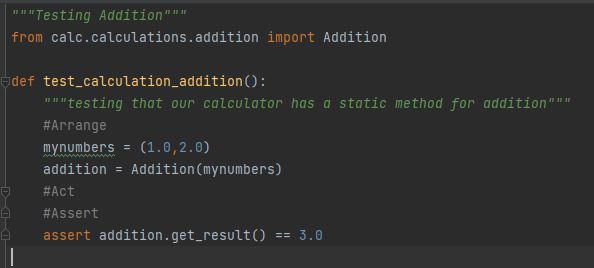 """Testing Addition"""
from calc.calculations.addition import Addition
def test_calculation_addition():
"""testing that our calculator has a static method for addition"""
#Arrange
mynumbers = (1.0,2.0)
addition = Addition(mynumbers)
#Act
#Assert
assert addition.get_result() == 3.0